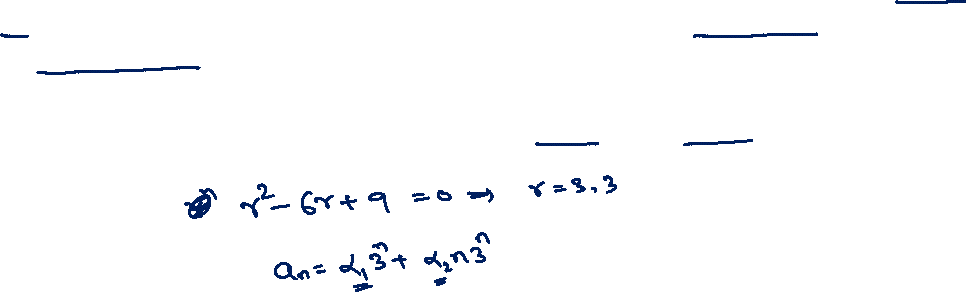 r² - 6r + 9 = 0 → r = 3, 3
aₙ = α₁3ⁿ + α₂n3ⁿ